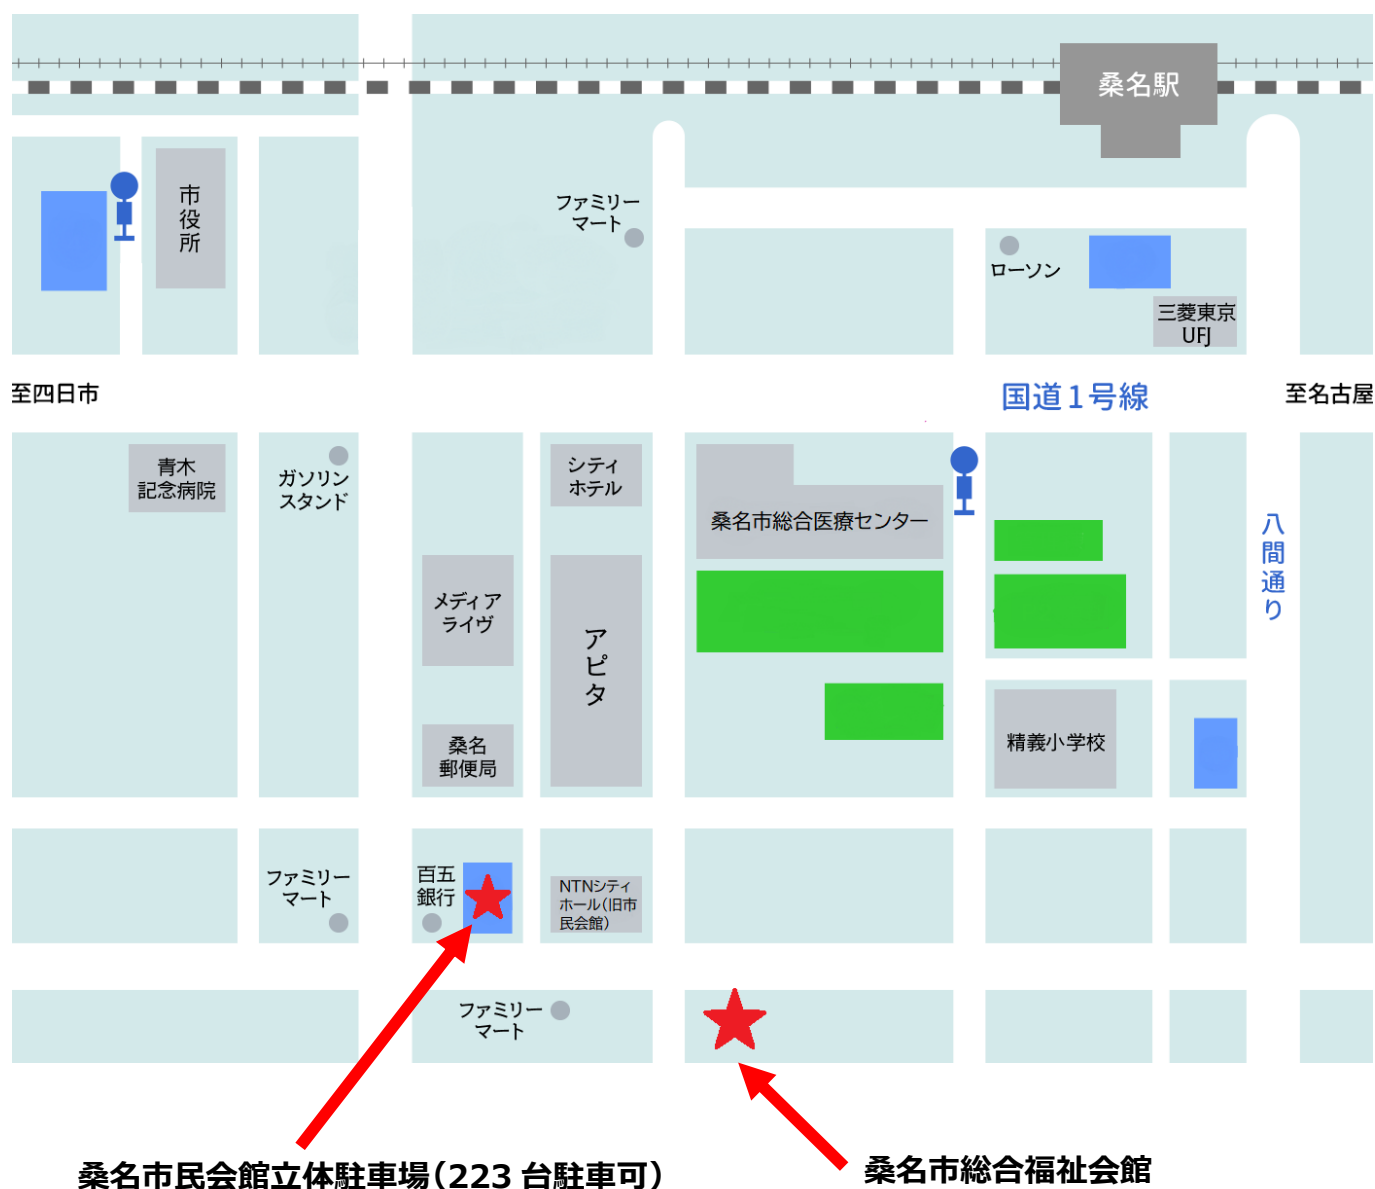 桑名駅
市
役
所
ファミリー
マート
ローソン
三菱東京
UFJ
至四日市
国道1号線
至名古屋
青木
記念病院
ガソリン
スタンド
シティ
ホテル
桑名市総合医療センター
八
間
通
り
メディア
ライヴ
ア
ピ
タ
桑名
郵便局
精義小学校
ファミリー
マート
百五
銀行
NTNシティ
ホール(旧市
民会館)
ファミリー
マート
桑名市民会館立体駐車場(223台駐車可)
桑名市総合福祉会館